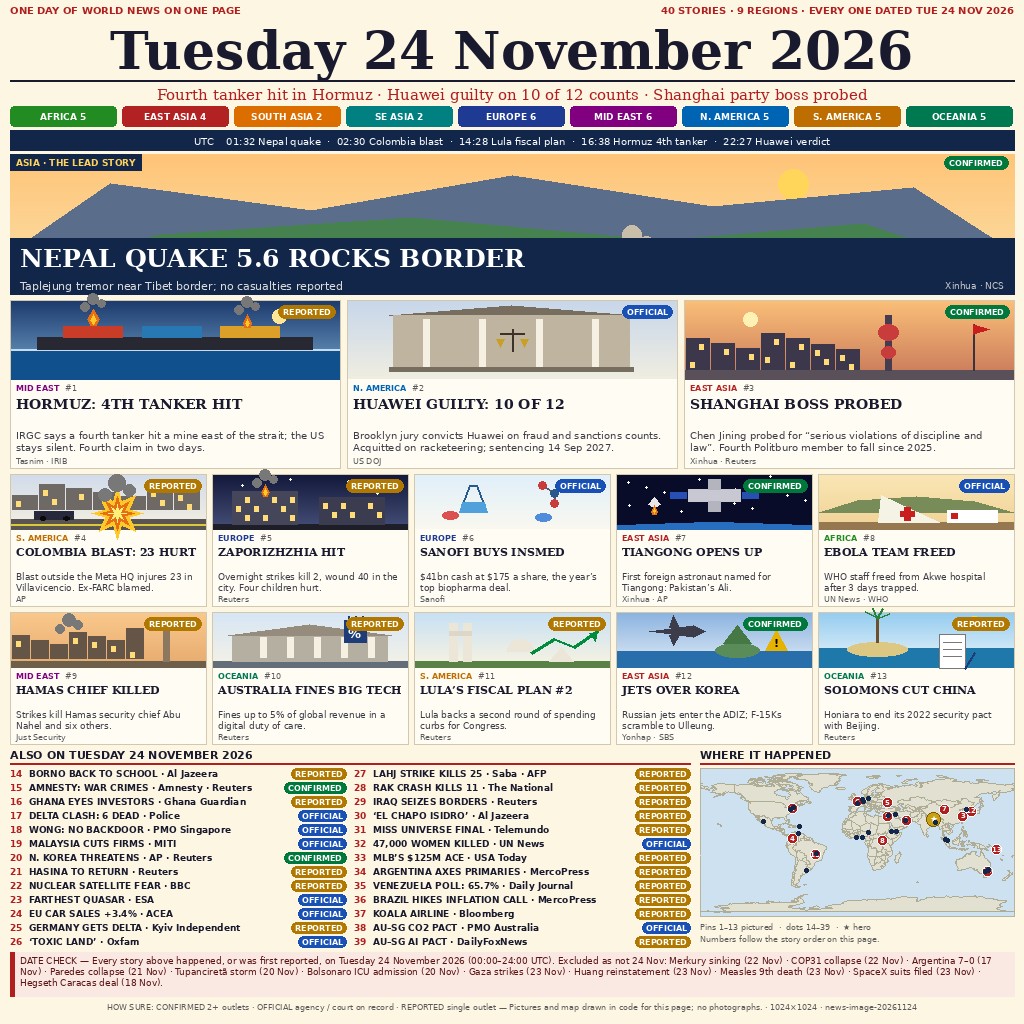 ONE DAY OF WORLD NEWS ON ONE PAGE
40 STORIES · 9 REGIONS · EVERY ONE DATED TUE 24 NOV 2026
Tuesday 24 November 2026
Fourth tanker hit in Hormuz · Huawei guilty on 10 of 12 counts · Shanghai party boss probed
AFRICA 5
EAST ASIA 4
SOUTH ASIA 2
SE ASIA 2
EUROPE 6
MID EAST 6
N. AMERICA 5
S. AMERICA 5
OCEANIA 5
UTC 01:32 Nepal quake · 02:30 Colombia blast · 14:28 Lula fiscal plan · 16:38 Hormuz 4th tanker · 22:27 Huawei verdict
ASIA · THE LEAD STORY
CONFIRMED
NEPAL QUAKE 5.6 ROCKS BORDER
Taplejung tremor near Tibet border; no casualties reported
Xinhua · NCS
REPORTED
MID EAST #1
HORMUZ: 4TH TANKER HIT
IRGC says a fourth tanker hit a mine east of the strait; the US
stays silent. Fourth claim in two days.
Tasnim · IRIB
OFFICIAL
N. AMERICA #2
HUAWEI GUILTY: 10 OF 12
Brooklyn jury convicts Huawei on fraud and sanctions counts.
Acquitted on racketeering; sentencing 14 Sep 2027.
US DOJ
CONFIRMED
EAST ASIA #3
SHANGHAI BOSS PROBED
Chen Jining probed for “serious violations of discipline and
law”. Fourth Politburo member to fall since 2025.
Xinhua · Reuters
REPORTED
S. AMERICA #4
COLOMBIA BLAST: 23 HURT
Blast outside the Meta HQ injures 23 in
Villavicencio. Ex-FARC blamed.
AP
REPORTED
EUROPE #5
ZAPORIZHZHIA HIT
Overnight strikes kill 2, wound 40 in the
city. Four children hurt.
Reuters
OFFICIAL
EUROPE #6
SANOFI BUYS INSMED
$41bn cash at $175 a share, the year’s
top biopharma deal.
Sanofi
CONFIRMED
EAST ASIA #7
TIANGONG OPENS UP
First foreign astronaut named for
Tiangong: Pakistan’s Ali.
Xinhua · AP
OFFICIAL
AFRICA #8
EBOLA TEAM FREED
WHO staff freed from Akwe hospital
after 3 days trapped.
UN News · WHO
REPORTED
MID EAST #9
HAMAS CHIEF KILLED
Strikes kill Hamas security chief Abu
Nahel and six others.
Just Security
%
REPORTED
OCEANIA #10
AUSTRALIA FINES BIG TECH
Fines up to 5% of global revenue in a
digital duty of care.
Reuters
REPORTED
S. AMERICA #11
LULA’S FISCAL PLAN #2
Lula backs a second round of spending
curbs for Congress.
Reuters
CONFIRMED
!
EAST ASIA #12
JETS OVER KOREA
Russian jets enter the ADIZ; F-15Ks
scramble to Ulleung.
Yonhap · SBS
REPORTED
OCEANIA #13
SOLOMONS CUT CHINA
Honiara to end its 2022 security pact
with Beijing.
Reuters
ALSO ON TUESDAY 24 NOVEMBER 2026
14 BORNO BACK TO SCHOOL · Al Jazeera REPORTED
15 AMNESTY: WAR CRIMES · Amnesty · Reuters CONFIRMED
16 GHANA EYES INVESTORS · Ghana Guardian REPORTED
17 DELTA CLASH: 6 DEAD · Police OFFICIAL
18 WONG: NO BACKDOOR · PMO Singapore OFFICIAL
19 MALAYSIA CUTS FIRMS · MITI OFFICIAL
20 N. KOREA THREATENS · AP · Reuters CONFIRMED
21 HASINA TO RETURN · Reuters REPORTED
22 NUCLEAR SATELLITE FEAR · BBC REPORTED
23 FARTHEST QUASAR · ESA OFFICIAL
24 EU CAR SALES +3.4% · ACEA OFFICIAL
25 GERMANY GETS DELTA · Kyiv Independent REPORTED
26 ‘TOXIC LAND’ · Oxfam OFFICIAL
27 LAHJ STRIKE KILLS 25 · Saba · AFP REPORTED
28 RAK CRASH KILLS 11 · The National REPORTED
29 IRAQ SEIZES BORDERS · Reuters REPORTED
30 ‘EL CHAPO ISIDRO’ · Al Jazeera REPORTED
31 MISS UNIVERSE FINAL · Telemundo REPORTED
32 47,000 WOMEN KILLED · UN News OFFICIAL
33 MLB’S $125M ACE · USA Today REPORTED
34 ARGENTINA AXES PRIMARIES · MercoPress REPORTED
35 VENEZUELA POLL: 65.7% · Daily Journal REPORTED
36 BRAZIL HIKES INFLATION CALL · MercoPress REPORTED
37 KOALA AIRLINE · Bloomberg REPORTED
38 AU-SG CO2 PACT · PMO Australia OFFICIAL
39 AU-SG AI PACT · DailyFoxNews REPORTED
WHERE IT HAPPENED
Pins 1–13 pictured · dots 14–39 · ★ hero
Numbers follow the story order on this page.
DATE CHECK — Every story above happened, or was first reported, on Tuesday 24 November 2026 (00:00–24:00 UTC). Excluded as not 24 Nov: Merkury sinking (22 Nov) · COP31 collapse (22 Nov) · Argentina 7–0 (17
Nov) · Paredes collapse (21 Nov) · Tupanciretã storm (20 Nov) · Bolsonaro ICU admission (20 Nov) · Gaza strikes (23 Nov) · Huang reinstatement (23 Nov) · Measles 9th death (23 Nov) · SpaceX suits filed (23 Nov) ·
Hegseth Caracas deal (18 Nov).
HOW SURE: CONFIRMED 2+ outlets · OFFICIAL agency / court on record · REPORTED single outlet — Pictures and map drawn in code for this page; no photographs. · 1024×1024 · news-image-20261124